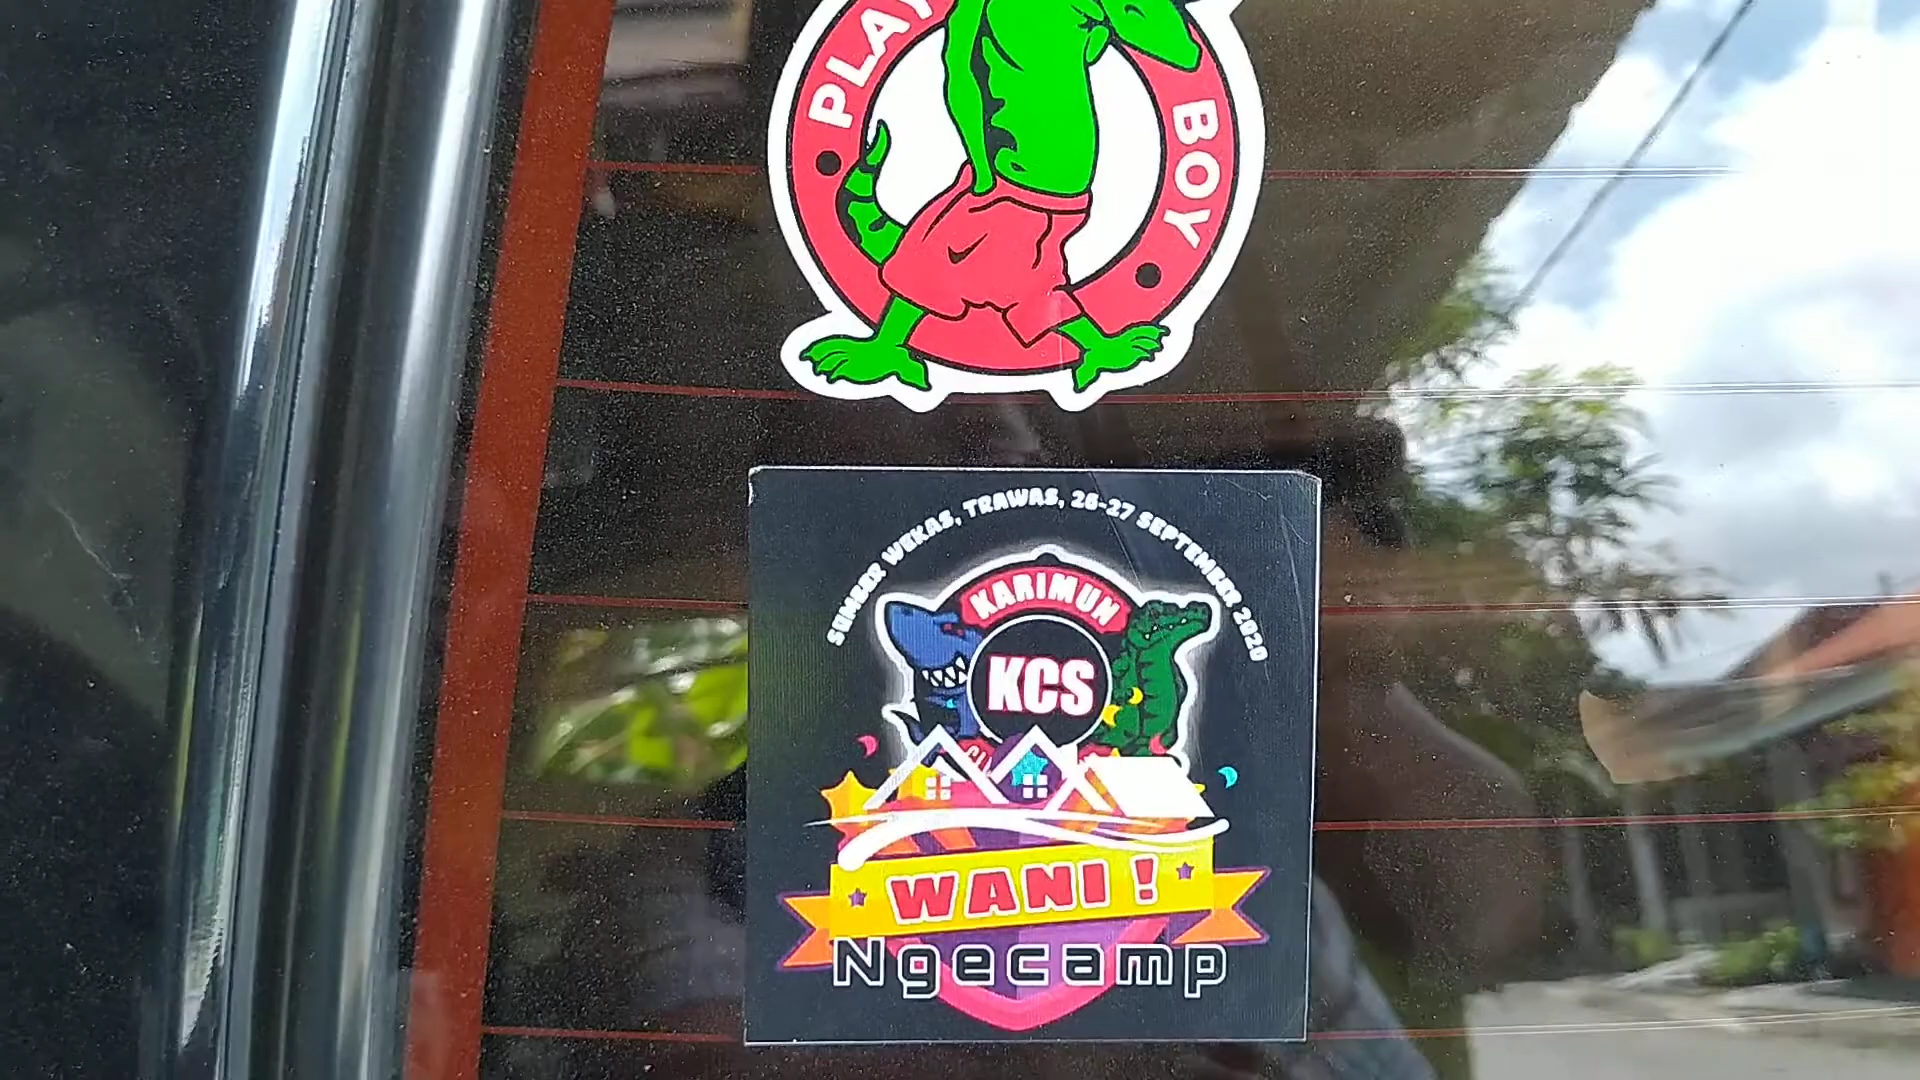 PLAY BOY
SUMBER WEKAS, TRAWAS, 26-27 SEPTEMBER 2020
KARIMUN
KCS
WANI !
Ngecamp